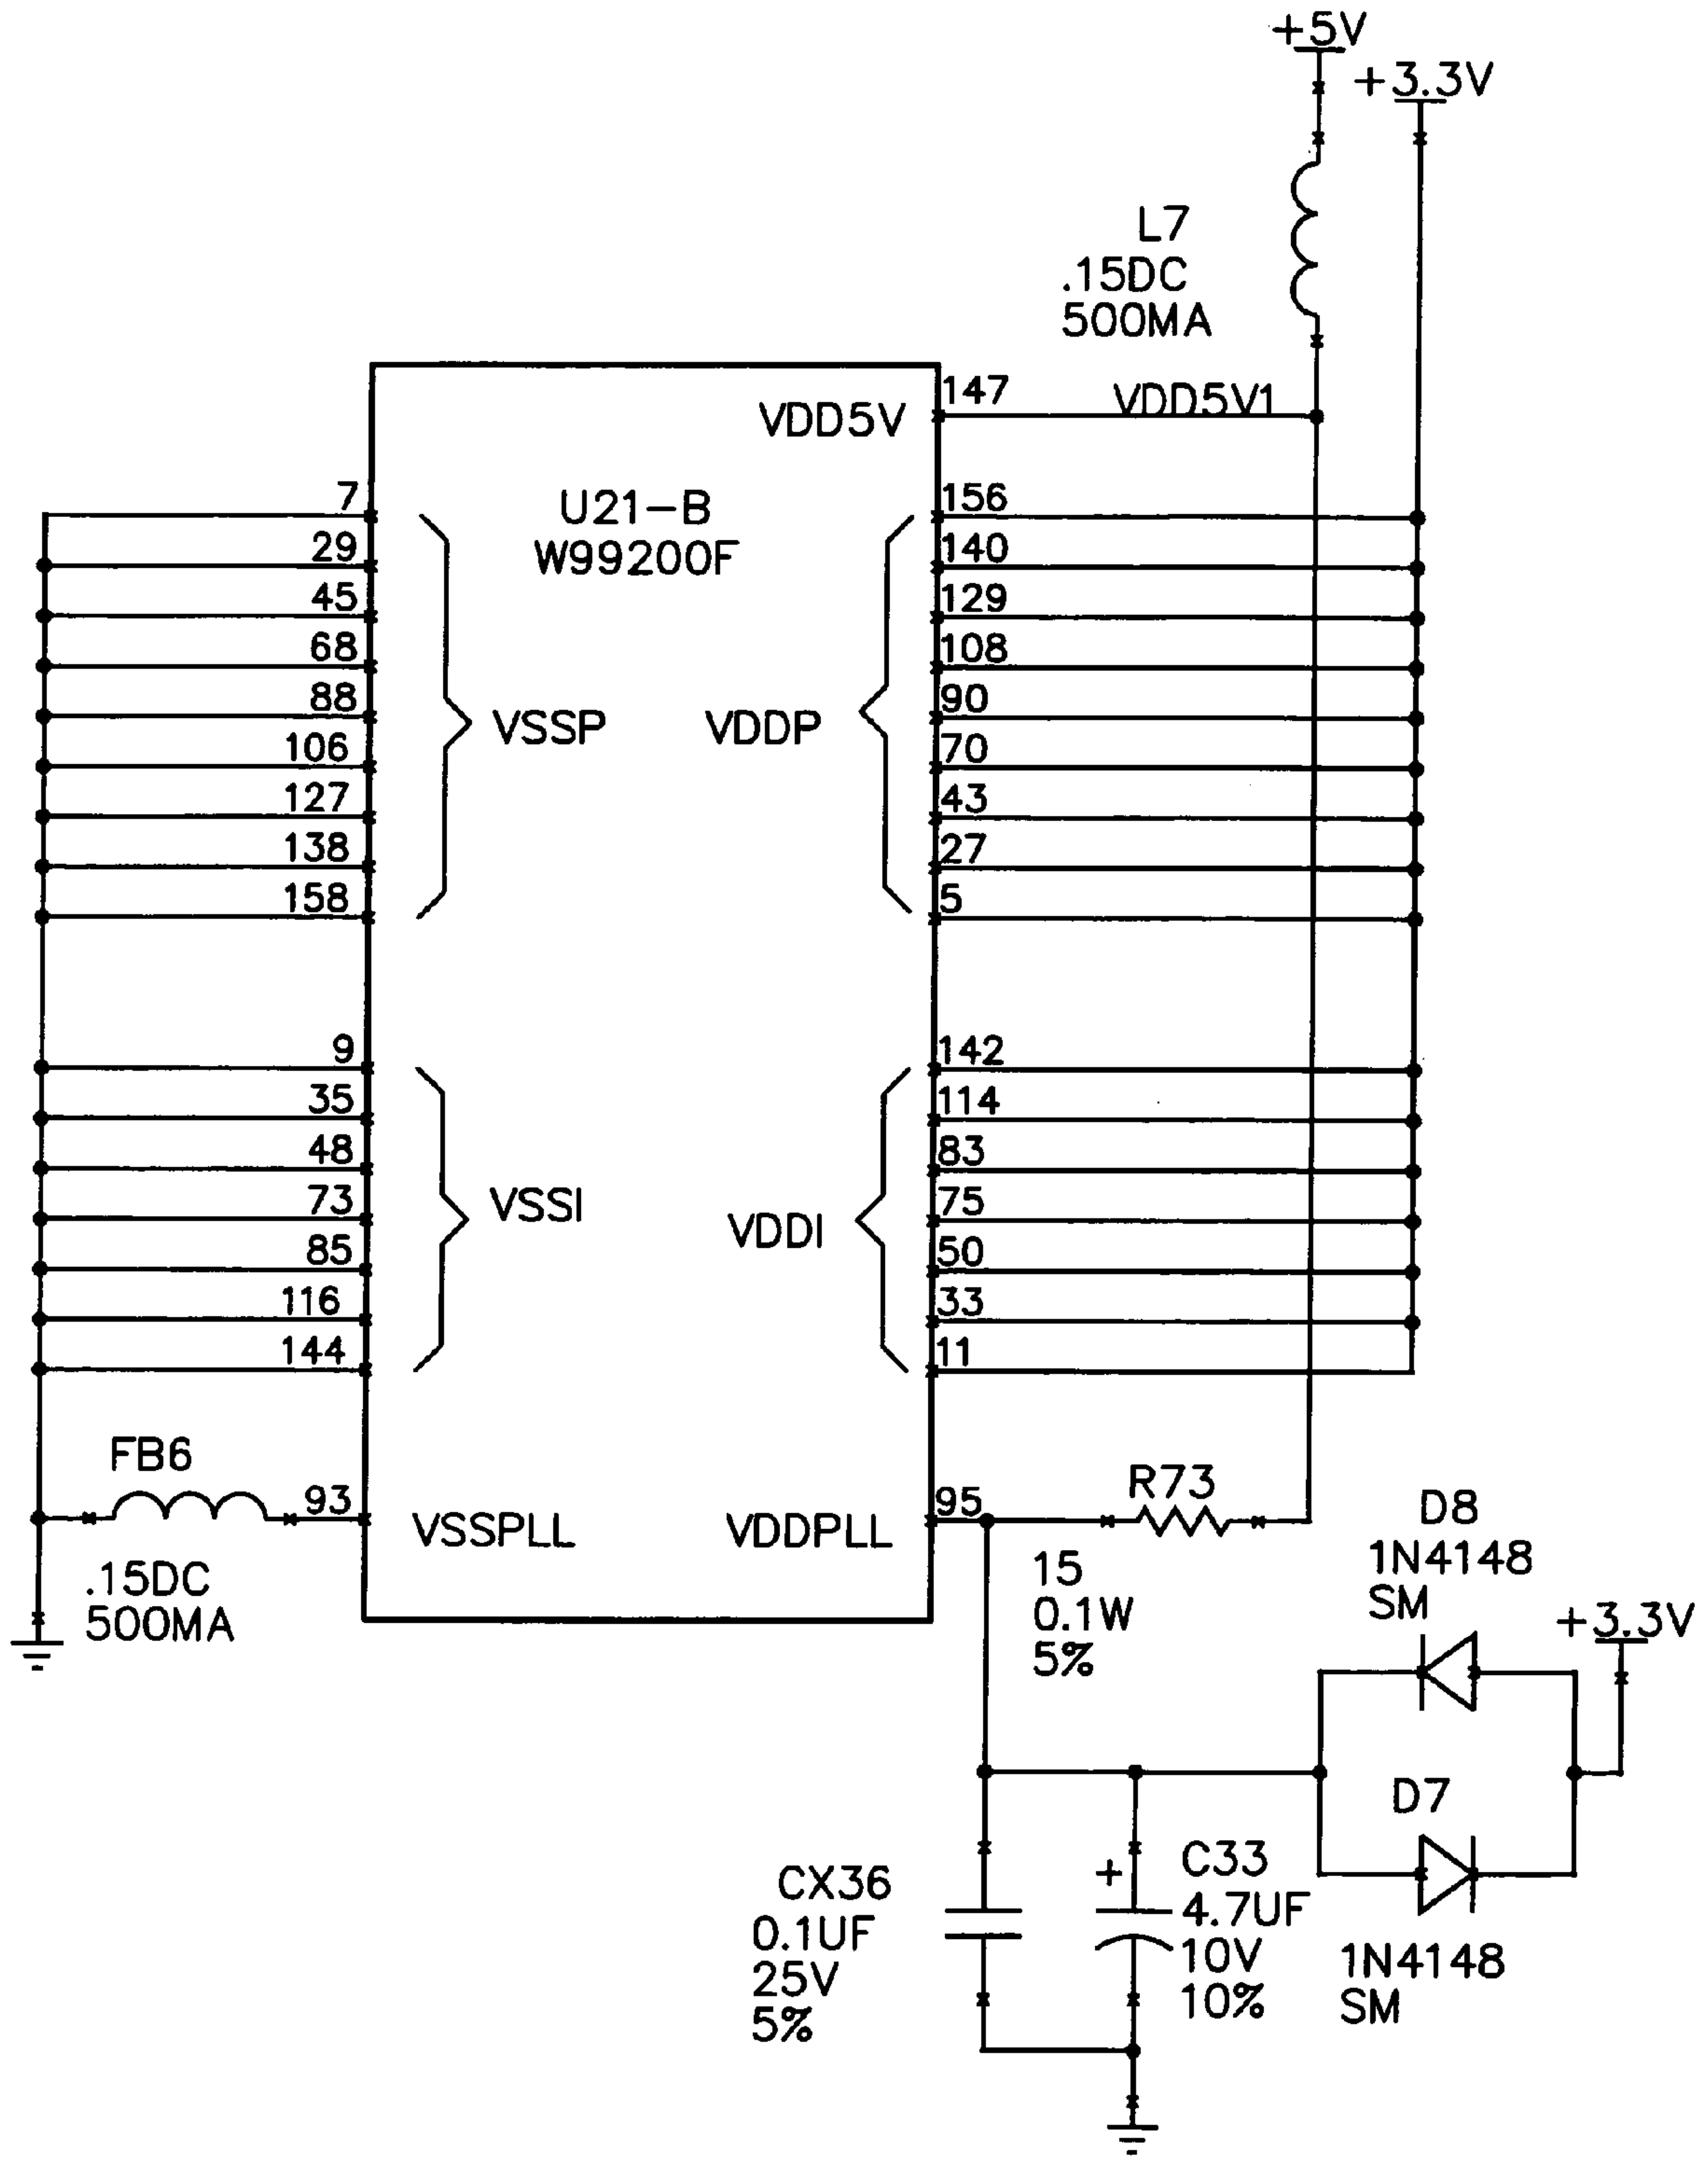 +5V
+3.3V
L7
.15DC
500MA
147
VDD5V1
VDD5V
7
U21-B
156
29
W99200F
140
45
129
68
108
88
90
VSSP
VDDP
106
70
127
43
138
27
158
5
9
142
35
114
48
83
73
75
VSSI
VDDI
85
50
116
33
144
11
FB6
R73
93
95
D8
VSSPLL
VDDPLL
.15DC
500MA
15
0.1W
5%
1N4148
SM
+3.3V
D7
CX36
0.1UF
25V
5%
+
C33
4.7UF
10V
10%
1N4148
SM